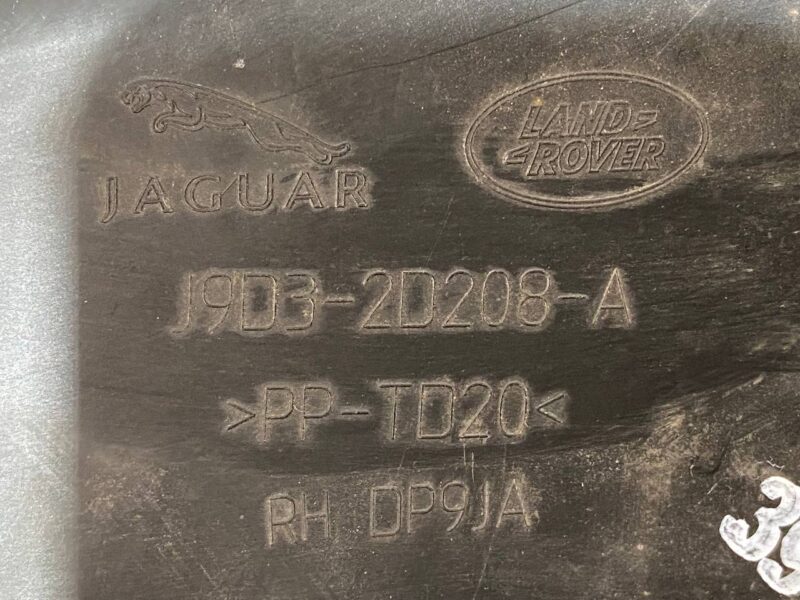 JAGUAR
LAND
ROVER
J9D3-2D208-A
>PP-TD20<
RH DP9JA